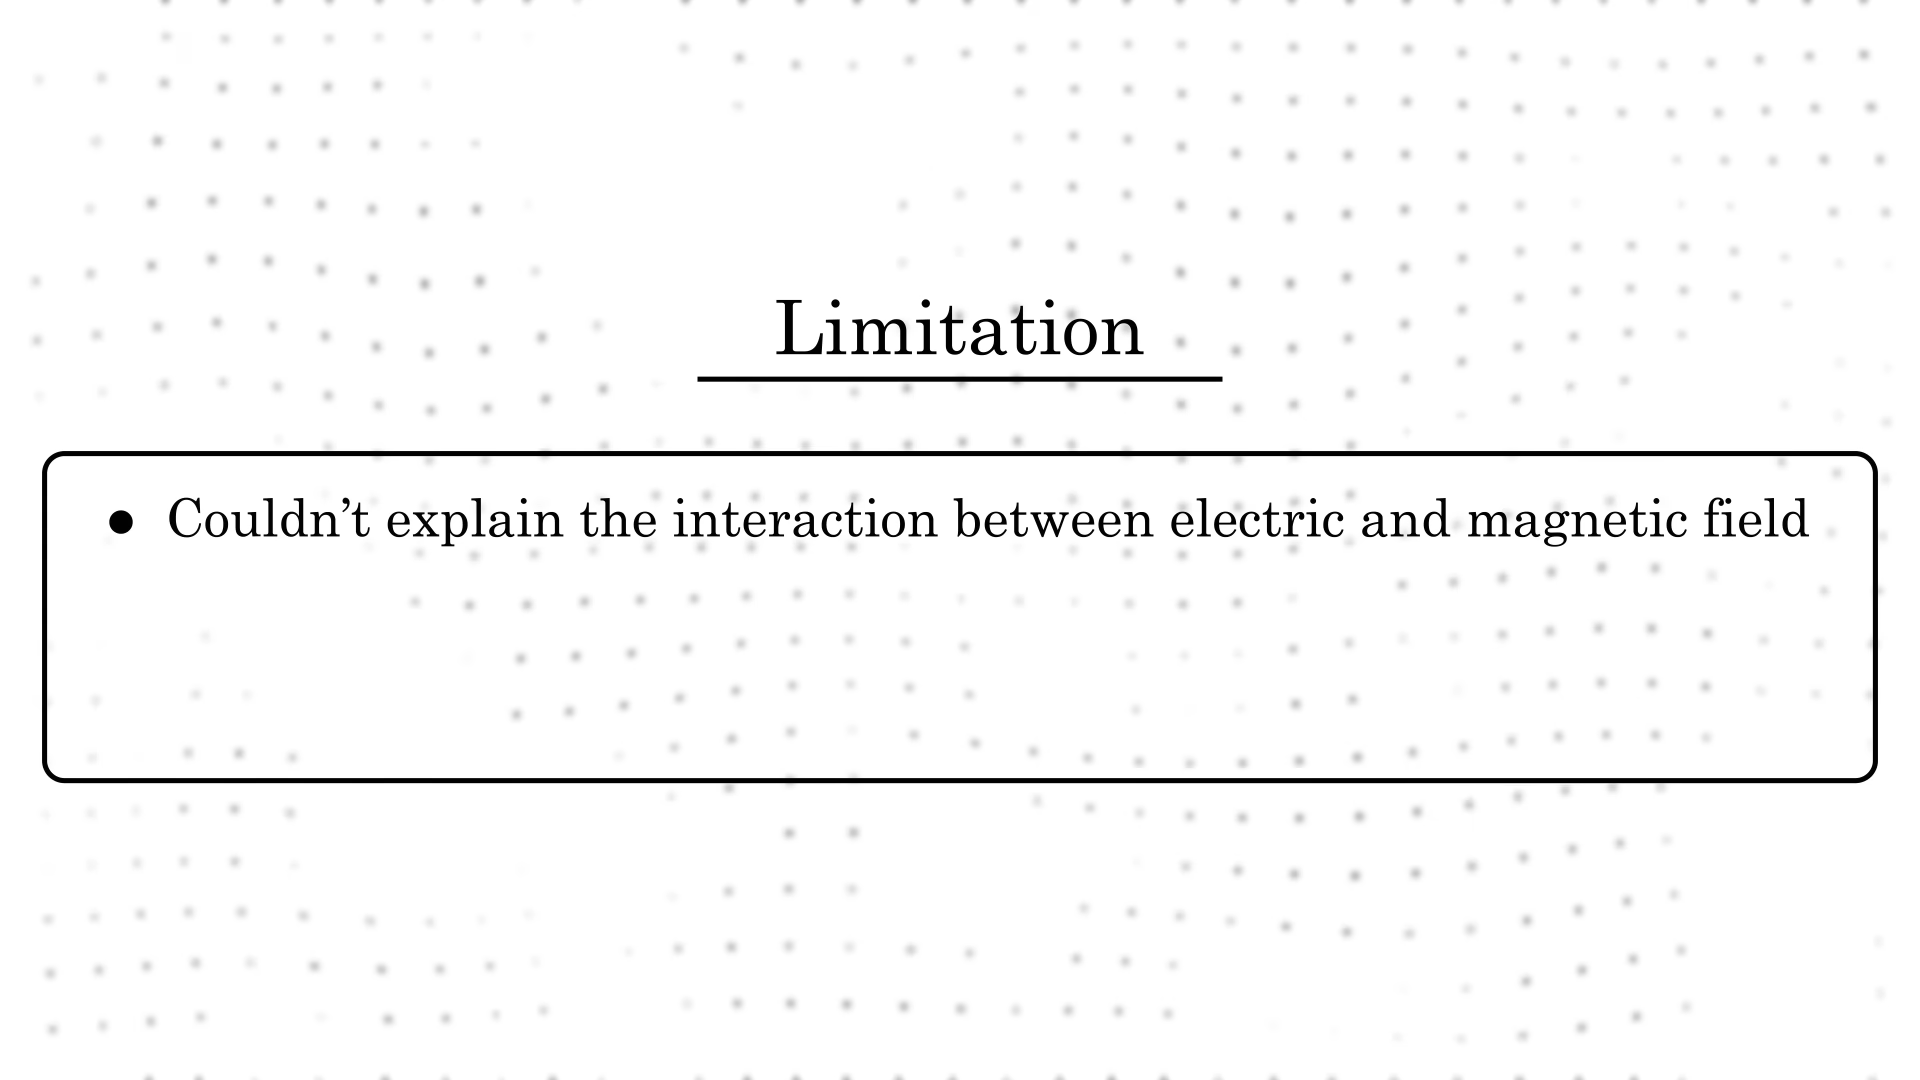 Limitation
● Couldn’t explain the interaction between electric and magnetic field